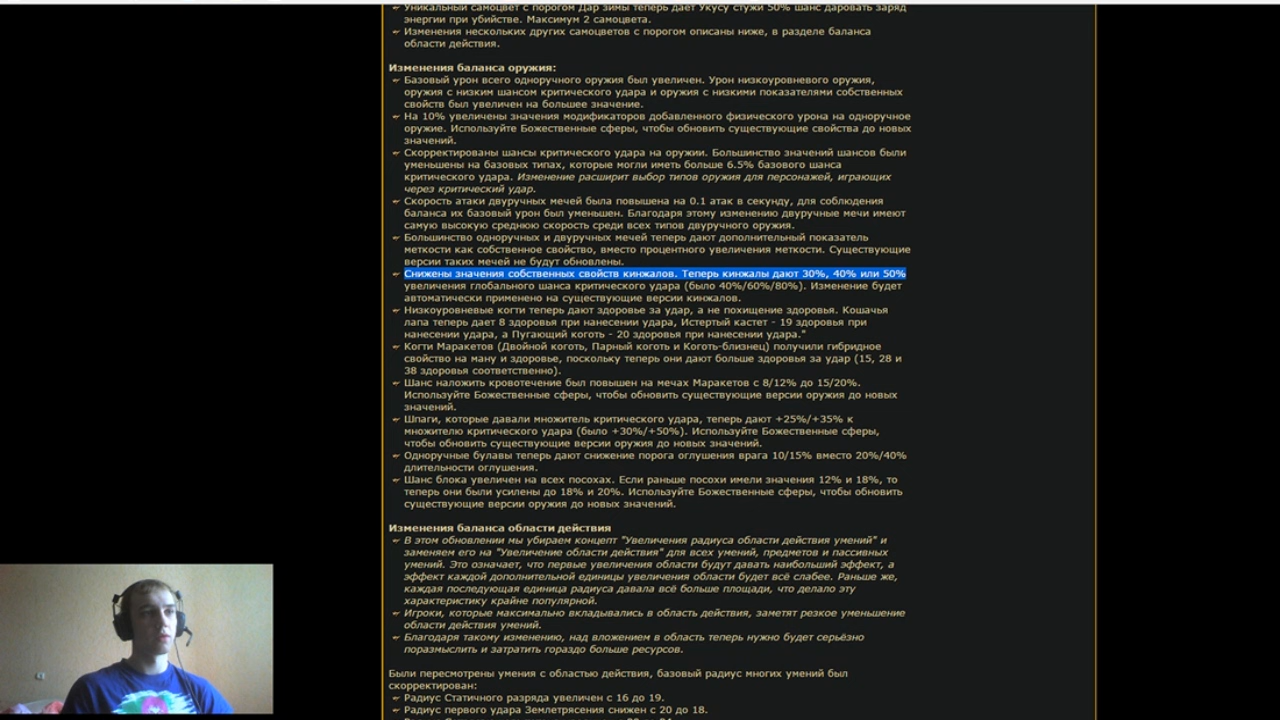 Уникальный самоцвет с порогом Дар зимы теперь дает Укусу стужи 50% шанс даровать заряд
энергии при убийстве. Максимум 2 самоцвета.
Изменения нескольких других самоцветов с порогом описаны ниже, в разделе баланса
области действия.
Изменения баланса оружия:
Базовый урон всего одноручного оружия был увеличен. Урон низкоуровневого оружия,
оружия с низким шансом критического удара и оружия с низкими показателями собственных
свойств был увеличен на большее значение.
На 10% увеличены значения модификаторов добавленного физического урона на одноручное
оружие. Используйте Божественные сферы, чтобы обновить существующие свойства до новых
значений.
Скорректированы шансы критического удара на оружии. Большинство значений шансов были
уменьшены на базовых типах, которые могли иметь больше 6.5% базового шанса
критического удара. Изменение расширит выбор типов оружия для персонажей, играющих
через критический удар.
Скорость атаки двуручных мечей была повышена на 0.1 атак в секунду, для соблюдения
баланса их базовый урон был уменьшен. Благодаря этому изменению двуручные мечи имеют
самую высокую среднюю скорость среди всех типов двуручного оружия.
Большинство одноручных и двуручных мечей теперь дают дополнительный показатель
меткости как собственное свойство, вместо процентного увеличения меткости. Существующие
версии таких мечей не будут обновлены.
Снижены значения собственных свойств кинжалов. Теперь кинжалы дают 30%, 40% или 50%
увеличения глобального шанса критического удара (было 40%/60%/80%). Изменение будет
автоматически применено на существующие версии кинжалов.
Низкоуровневые когти теперь дают здоровье за удар, а не похищение здоровья. Кошачья
лапа теперь дает 8 здоровья при нанесении удара, Истертый кастет - 19 здоровья при
нанесении удара, а Пугающий коготь - 20 здоровья при нанесении удара."
Когти Маракетов (Двойной коготь, Парный коготь и Коготь-близнец) получили гибридное
свойство на ману и здоровье, поскольку теперь они дают больше здоровья за удар (15, 28 и
38 здоровья соответственно).
Шанс наложить кровотечение был повышен на мечах Маракетов с 8/12% до 15/20%.
Используйте Божественные сферы, чтобы обновить существующие версии оружия до новых
значений.
Шпаги, которые давали множитель критического удара, теперь дают +25%/+35% к
множителю критического удара (было +30%/+50%). Используйте Божественные сферы,
чтобы обновить существующие версии оружия до новых значений.
Одноручные булавы теперь дают снижение порога оглушения врага 10/15% вместо 20%/40%
длительности оглушения.
Шанс блока увеличен на всех посохах. Если раньше посохи имели значения 12% и 18%, то
теперь они были усилены до 18% и 20%. Используйте Божественные сферы, чтобы обновить
существующие версии оружия до новых значений.
Изменения баланса области действия
В этом обновлении мы убираем концепт "Увеличения радиуса области действия умений" и
заменяем его на "Увеличение области действия" для всех умений, предметов и пассивных
умений. Это означает, что первые увеличения области будут давать наибольший эффект, а
эффект каждой дополнительной единицы увеличения области будет всё слабее. Раньше же,
каждая последующая единица радиуса давала всё больше площади, что делало эту
характеристику крайне популярной.
Игроки, которые максимально вкладывались в область действия, заметят резкое уменьшение
области действия умений.
Благодаря такому изменению, над вложением в область теперь нужно будет серьёзно
поразмыслить и затратить гораздо больше ресурсов.
Были пересмотрены умения с областью действия, базовый радиус многих умений был
скорректирован:
Радиус Статичного разряда увеличен с 16 до 19.
Радиус первого удара Землетрясения снижен с 20 до 18.